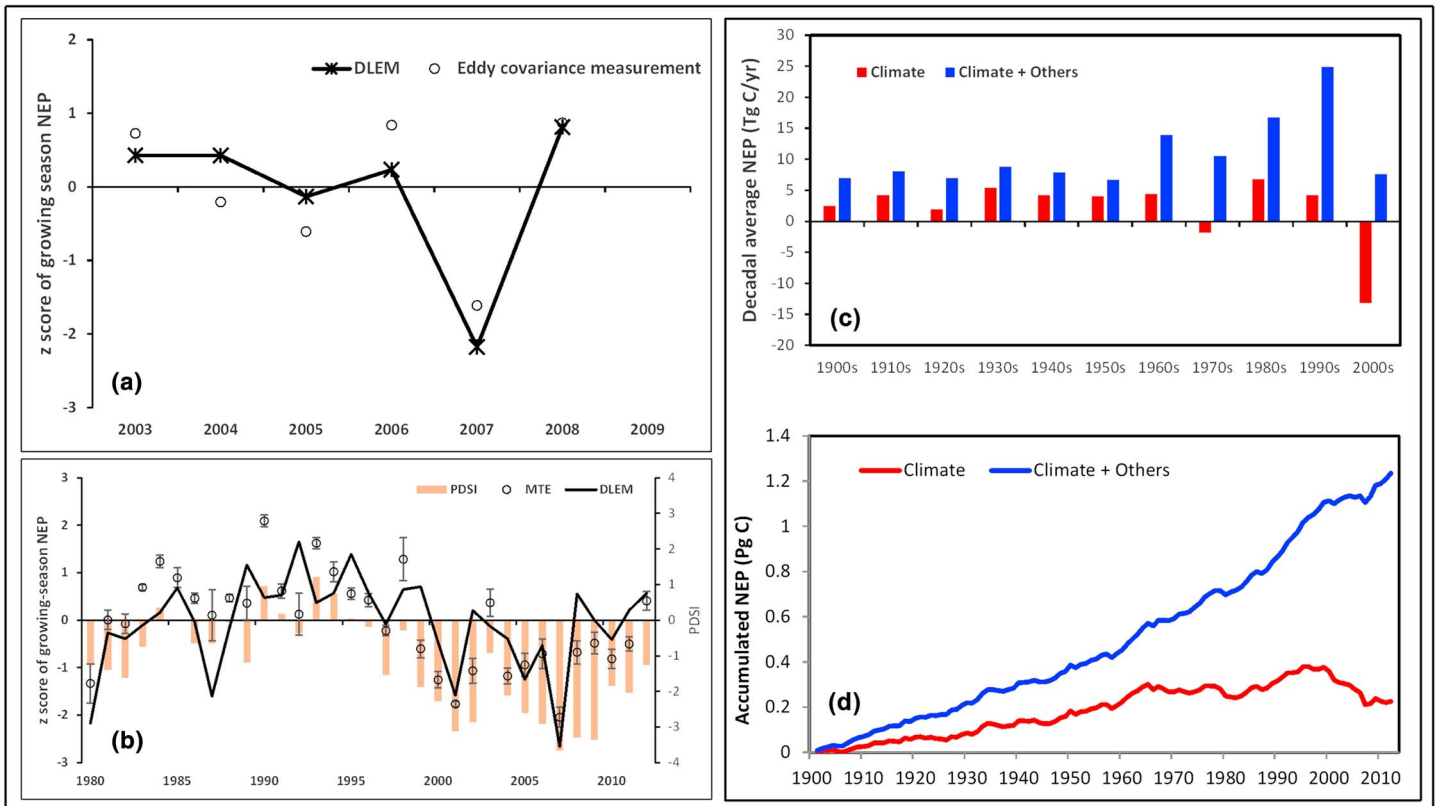 2
1
0
-1
-2
-3
z score of growing season NEP
DLEM Eddy covariance measurement
(a)
2003 2004 2005 2006 2007 2008 2009
3
2
1
0
-1
-2
-3
z score of growing-season NEP
PDSI MTE DLEM
4
3
2
1
0
-1
-2
-3
-4
PDSI
(b)
1980 1985 1990 1995 2000 2005 2010
30
25
20
15
10
5
0
-5
-10
-15
-20
Decadal average NEP (Tg C/yr)
Climate Climate + Others
(c)
1900s 1910s 1920s 1930s 1940s 1950s 1960s 1970s 1980s 1990s 2000s
1.4
1.2
1
0.8
0.6
0.4
0.2
0
Accumulated NEP (Pg C)
Climate Climate + Others
(d)
1900 1910 1920 1930 1940 1950 1960 1970 1980 1990 2000 2010